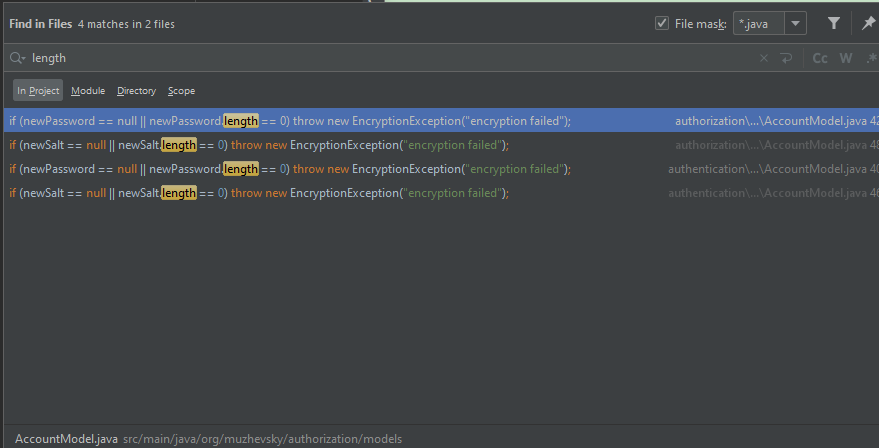 Find in Files 4 matches in 2 files File mask: *.java
length Cc W .*
In Project Module Directory Scope
if (newPassword == null || newPassword.length == 0) throw new EncryptionException("encryption failed"); authorization\...\AccountModel.java 42
if (newSalt == null || newSalt.length == 0) throw new EncryptionException("encryption failed"); authorization\...\AccountModel.java 48
if (newPassword == null || newPassword.length == 0) throw new EncryptionException("encryption failed"); authentication\...\AccountModel.java 40
if (newSalt == null || newSalt.length == 0) throw new EncryptionException("encryption failed"); authentication\...\AccountModel.java 46
AccountModel.java src/main/java/org/muzhevsky/authorization/models